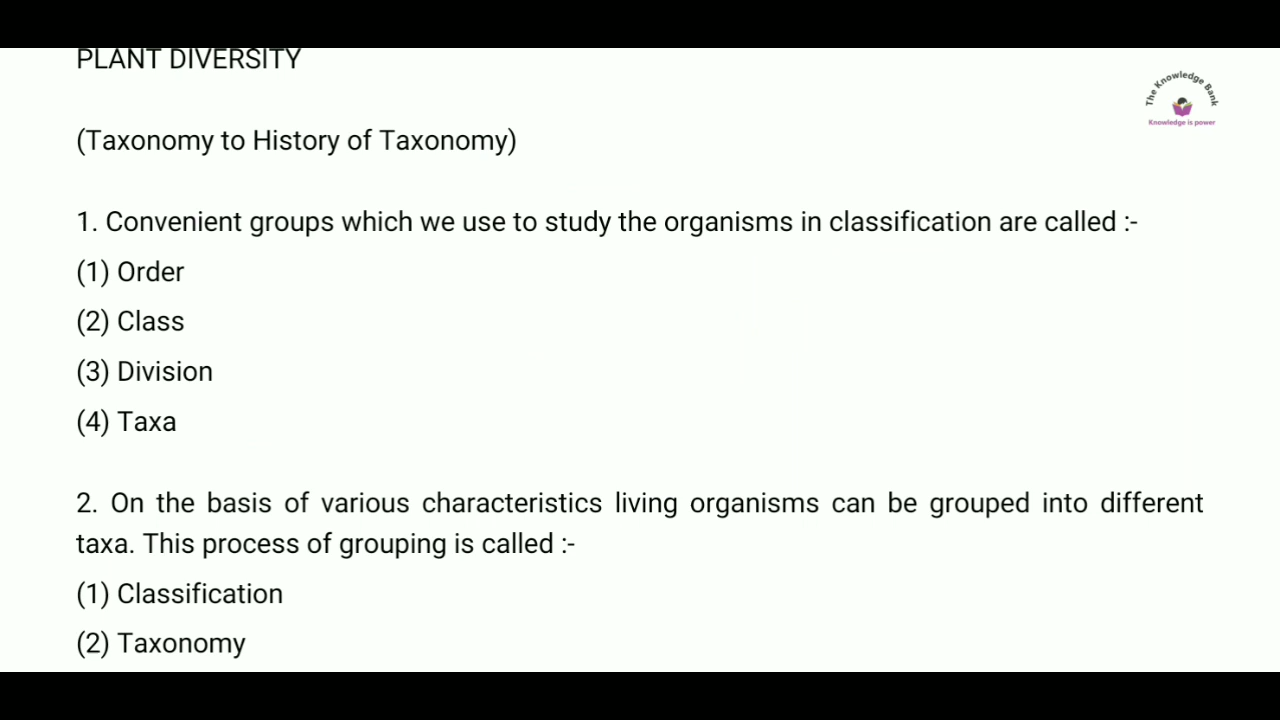 PLANT DIVERSITY
The Knowledge Bank
Knowledge is power
(Taxonomy to History of Taxonomy)
1. Convenient groups which we use to study the organisms in classification are called :-
(1) Order
(2) Class
(3) Division
(4) Taxa
2. On the basis of various characteristics living organisms can be grouped into different
taxa. This process of grouping is called :-
(1) Classification
(2) Taxonomy